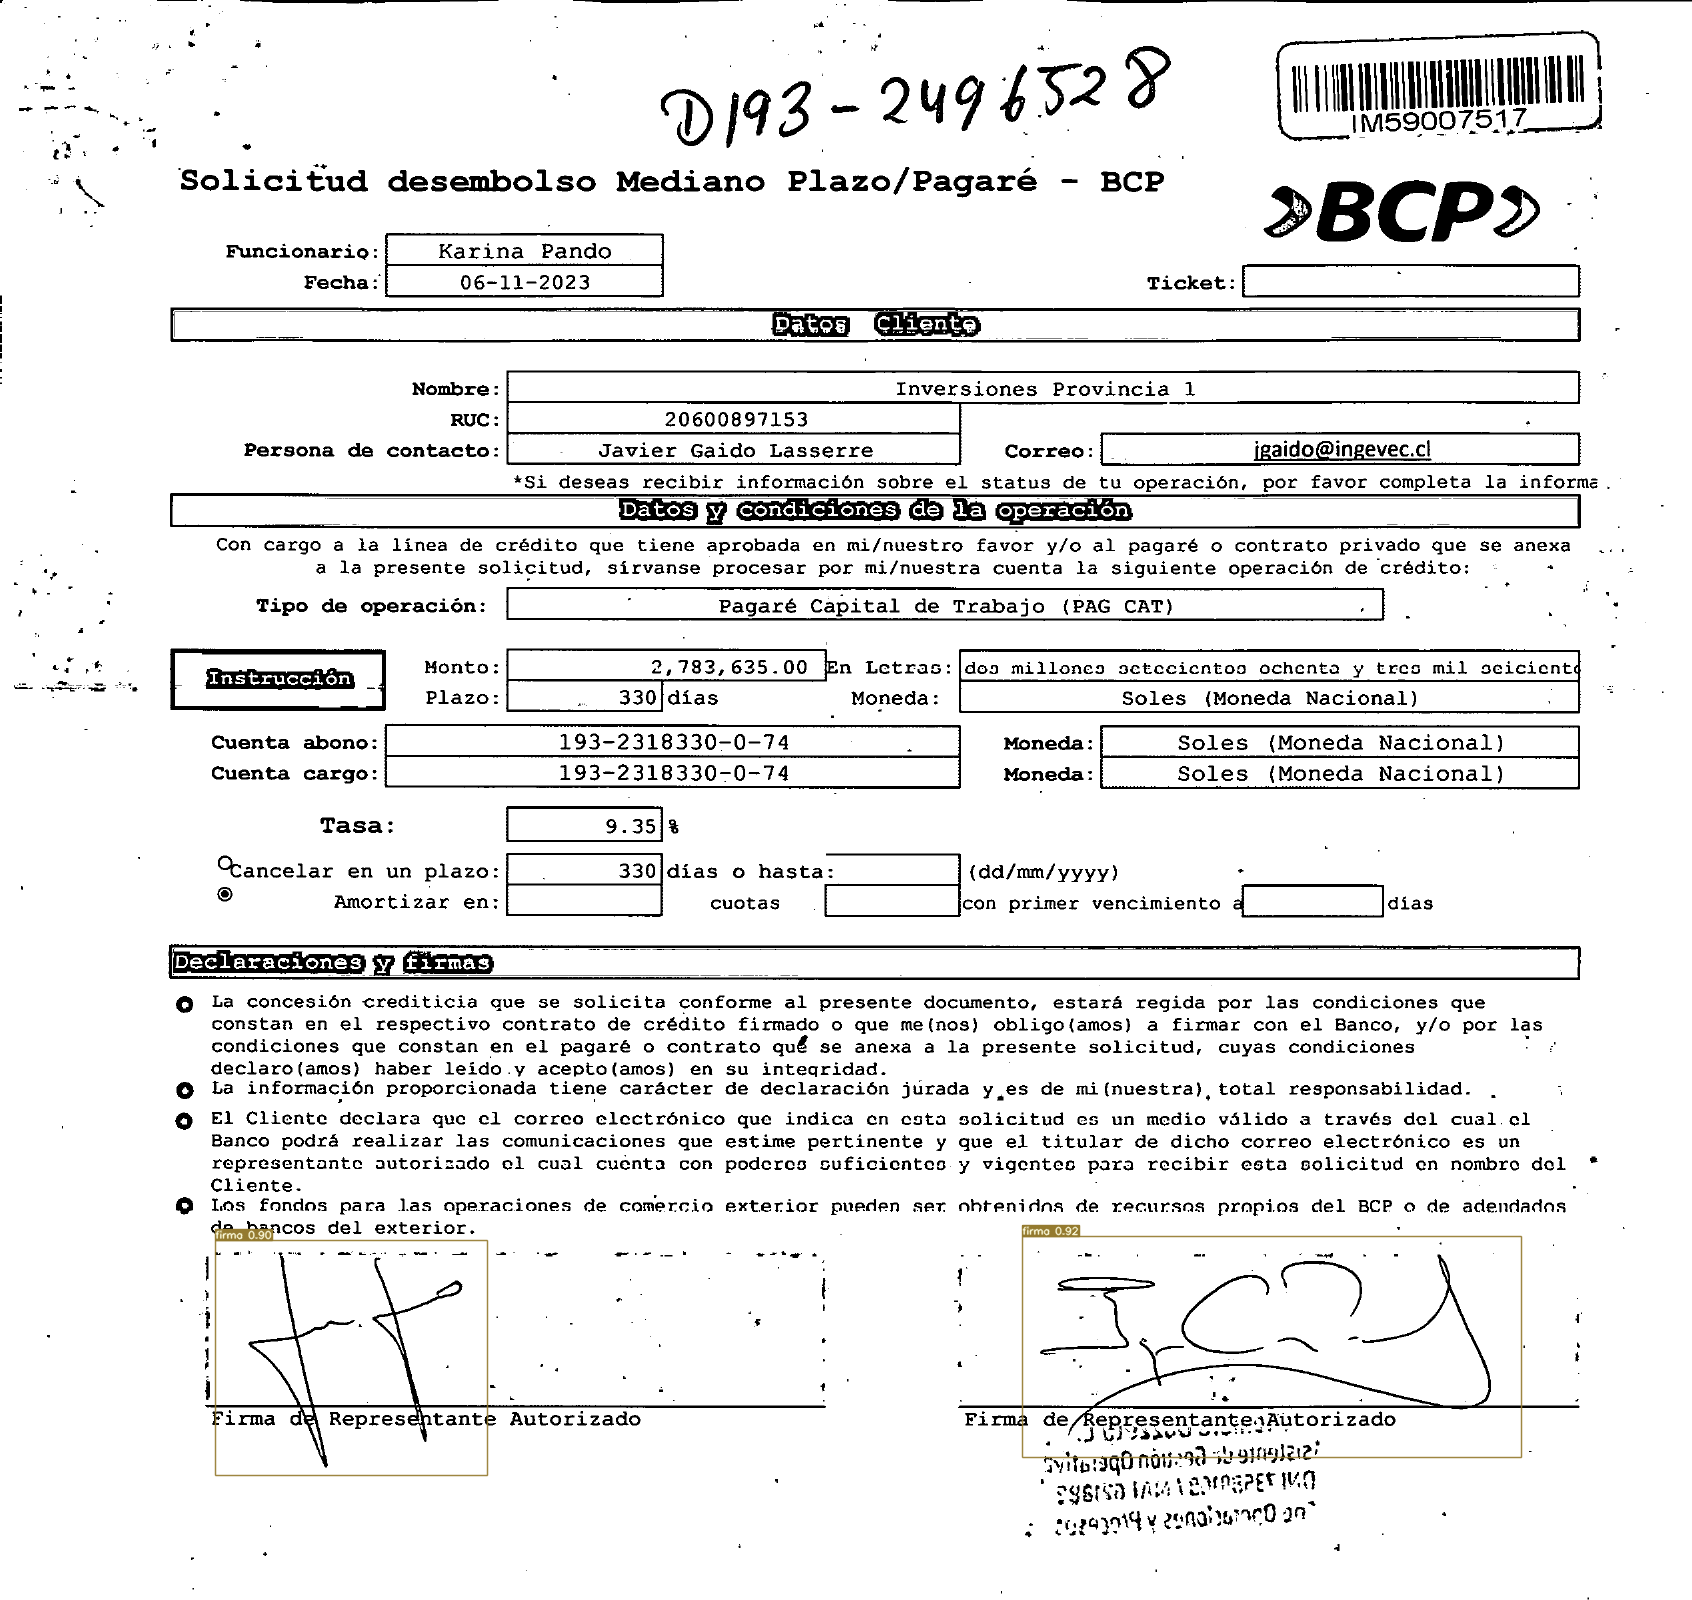 D193-2496528
IM59007517
Solicitud desembolso Mediano Plazo/Pagaré - BCP
BCP
Funcionario: Karina Pando
Fecha: 06-11-2023
Ticket:
Datos Cliente
Nombre: Inversiones Provincia 1
RUC: 20600897153
Persona de contacto: Javier Gaido Lasserre Correo: jgaido@ingevec.cl
*Si deseas recibir información sobre el status de tu operación, por favor completa la informa
Datos y condiciones de la operación
Con cargo a la línea de crédito que tiene aprobada en mi/nuestro favor y/o al pagaré o contrato privado que se anexa
a la presente solicitud, sírvanse procesar por mi/nuestra cuenta la siguiente operación de crédito:
Tipo de operación: Pagaré Capital de Trabajo (PAG CAT)
Instrucción
Monto: 2,783,635.00 En Letras: dos millones setecientos ochenta y tres mil seicient
Plazo: 330 días Moneda: Soles (Moneda Nacional)
Cuenta abono: 193-2318330-0-74 Moneda: Soles (Moneda Nacional)
Cuenta cargo: 193-2318330-0-74 Moneda: Soles (Moneda Nacional)
Tasa: 9.35 %
Cancelar en un plazo: 330 días o hasta: (dd/mm/yyyy)
Amortizar en: cuotas con primer vencimiento a días
Declaraciones y firmas
La concesión crediticia que se solicita conforme al presente documento, estará regida por las condiciones que
constan en el respectivo contrato de crédito firmado o que me(nos) obligo(amos) a firmar con el Banco, y/o por las
condiciones que constan en el pagaré o contrato que se anexa a la presente solicitud, cuyas condiciones
declaro(amos) haber leído y acepto(amos) en su integridad.
La información proporcionada tiene carácter de declaración jurada y es de mi(nuestra) total responsabilidad.
El Cliente declara que el correo electrónico que indica en esta solicitud es un medio válido a través del cual el
Banco podrá realizar las comunicaciones que estime pertinente y que el titular de dicho correo electrónico es un
representante autorizado el cual cuenta con poderes suficientes y vigentes para recibir esta solicitud en nombre del
Cliente.
Los fondos para las operaciones de comercio exterior pueden ser obtenidos de recursos propios del BCP o de adeudados
de bancos del exterior.
firma 0.90
firma 0.92
Firma de Representante Autorizado
Firma de Representante Autorizado